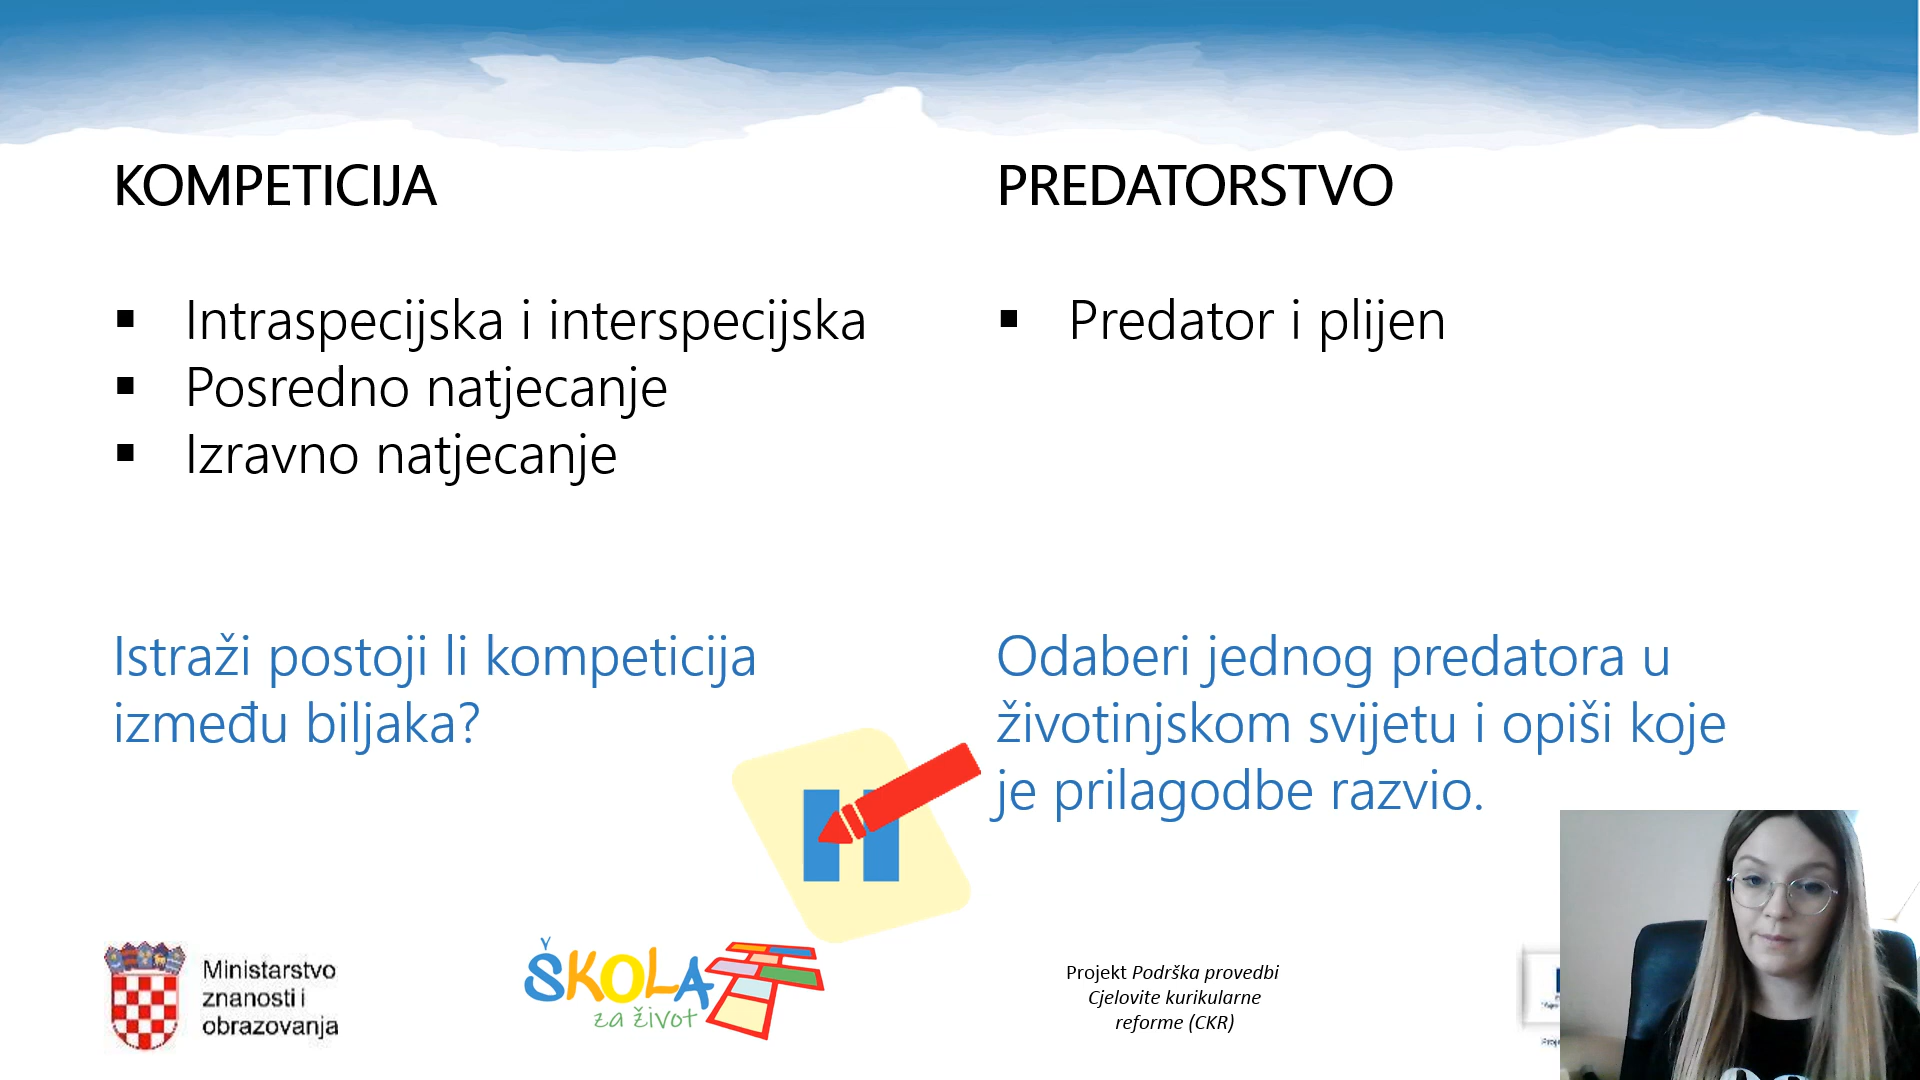 KOMPETICIJA
▪ Intraspecijska i interspecijska
▪ Posredno natjecanje
▪ Izravno natjecanje
Istraži postoji li kompeticija
između biljaka?
PREDATORSTVO
▪ Predator i plijen
Odaberi jednog predatora u
životinjskom svijetu i opiši koje
je prilagodbe razvio.
Ministarstvo
znanosti i
obrazovanja
ŠKOLA
za život
Projekt Podrška provedbi
Cjelovite kurikularne
reforme (CKR)